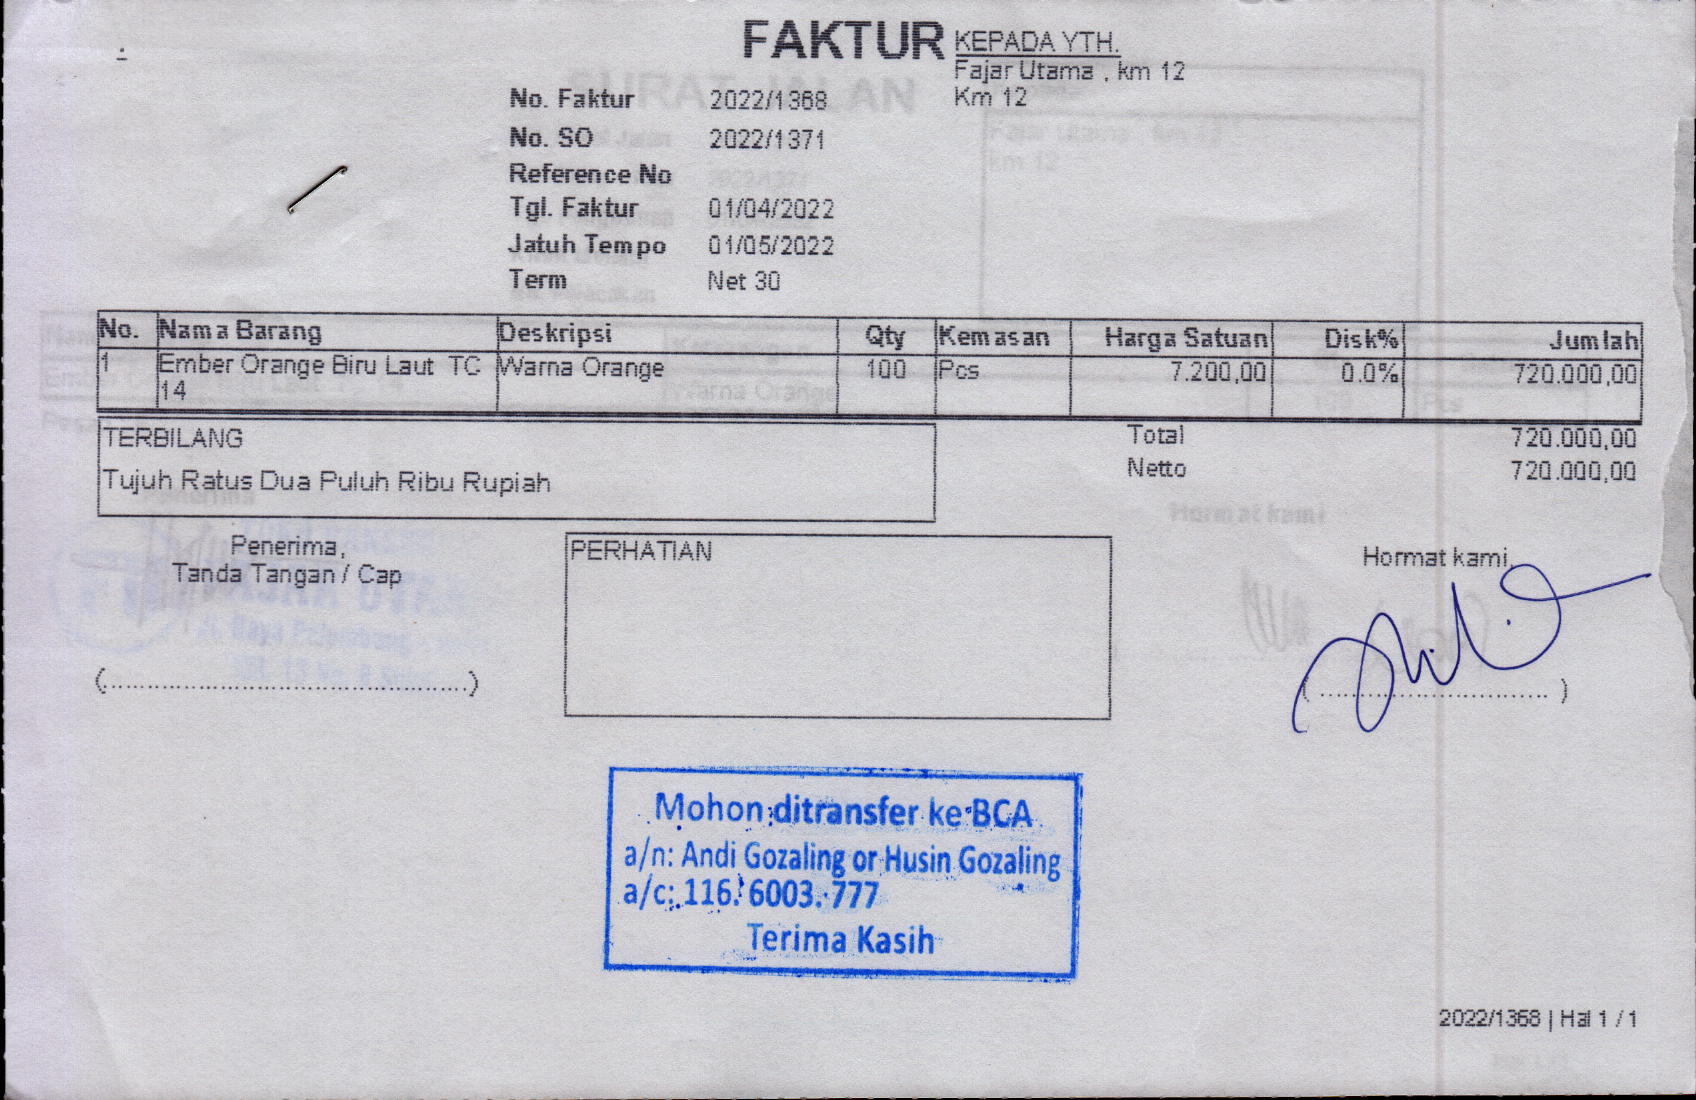 FAKTUR
KEPADA YTH.
Fajar Utama , km 12
Km 12
No. Faktur 2022/1368
No. SO 2022/1371
Reference No
Tgl. Faktur 01/04/2022
Jatuh Tempo 01/05/2022
Term Net 30
No. Nama Barang Deskripsi Qty Kemasan Harga Satuan Disk% Jumlah
1 Ember Orange Biru Laut TC Warna Orange 100 Pcs 7.200,00 0.0% 720.000,00
14
TERBILANG
Tujuh Ratus Dua Puluh Ribu Rupiah
Total 720.000,00
Netto 720.000,00
Penerima,
Tanda Tangan / Cap
(..............................................)
PERHATIAN
Hormat kami,
( ............................. )
Mohon ditransfer ke BCA
a/n: Andi Gozaling or Husin Gozaling
a/c: 116. 6003. 777
Terima Kasih
2022/1368 | Hal 1 / 1